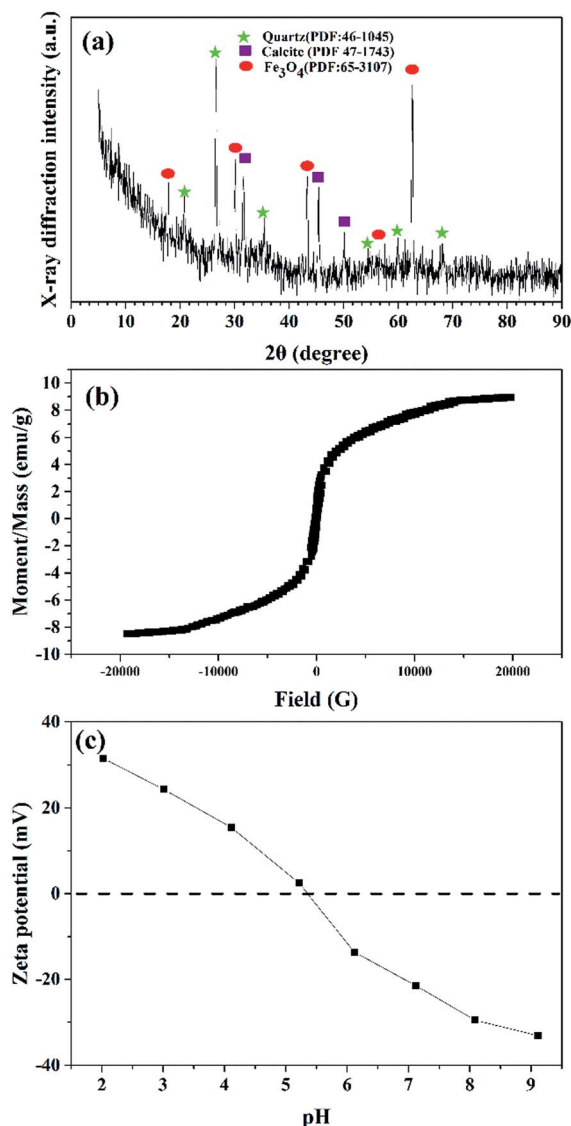 (a)
Quartz(PDF:46-1045)
Calcite (PDF 47-1743)
Fe3O4(PDF:65-3107)
X-ray diffraction intensity (a.u.)
0 10 20 30 40 50 60 70 80 90
2θ (degree)
(b)
10
8
6
4
2
0
-2
-4
-6
-8
-10
Moment/Mass (emu/g)
-20000 -10000 0 10000 20000
Field (G)
(c)
40
20
0
-20
-40
Zeta potential (mV)
2 3 4 5 6 7 8 9
pH